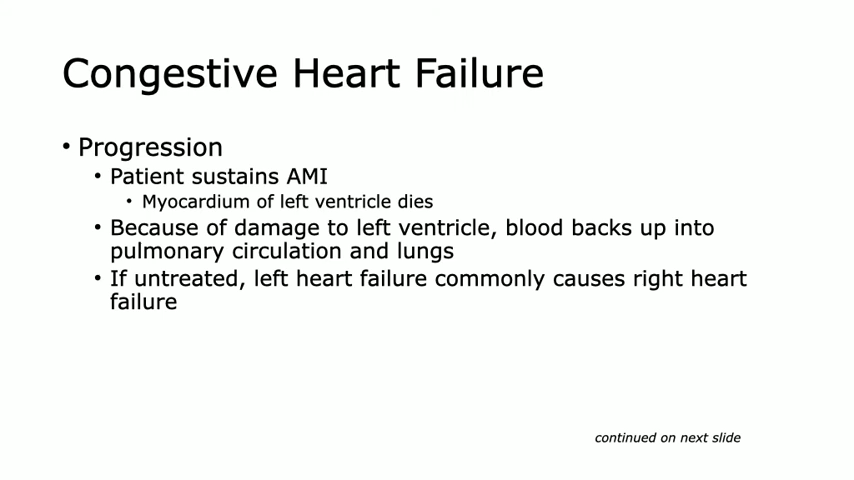 Congestive Heart Failure
• Progression
• Patient sustains AMI
• Myocardium of left ventricle dies
• Because of damage to left ventricle, blood backs up into
pulmonary circulation and lungs
• If untreated, left heart failure commonly causes right heart
failure
continued on next slide